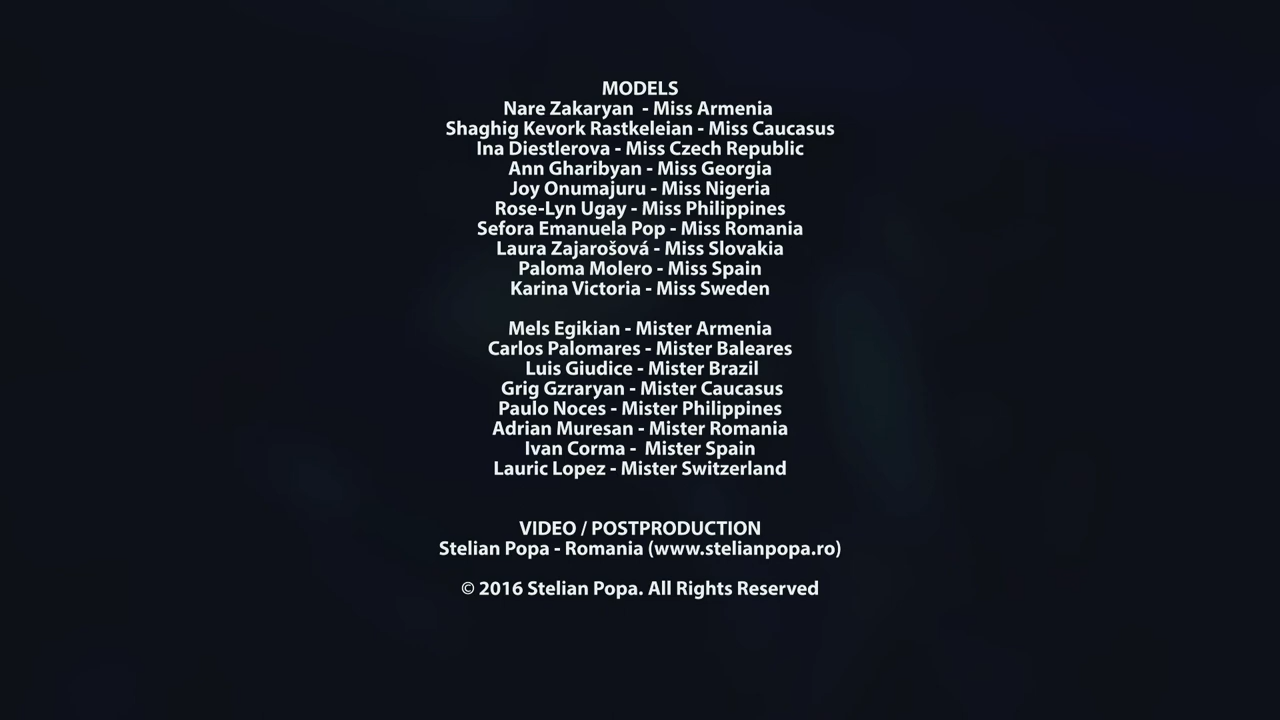 MODELS
Nare Zakaryan - Miss Armenia
Shaghig Kevork Rastkeleian - Miss Caucasus
Ina Diestlerova - Miss Czech Republic
Ann Gharibyan - Miss Georgia
Joy Onumajuru - Miss Nigeria
Rose-Lyn Ugay - Miss Philippines
Sefora Emanuela Pop - Miss Romania
Laura Zajarošová - Miss Slovakia
Paloma Molero - Miss Spain
Karina Victoria - Miss Sweden
Mels Egikian - Mister Armenia
Carlos Palomares - Mister Baleares
Luis Giudice - Mister Brazil
Grig Gzraryan - Mister Caucasus
Paulo Noces - Mister Philippines
Adrian Muresan - Mister Romania
Ivan Corma - Mister Spain
Lauric Lopez - Mister Switzerland
VIDEO / POSTPRODUCTION
Stelian Popa - Romania (www.stelianpopa.ro)
© 2016 Stelian Popa. All Rights Reserved